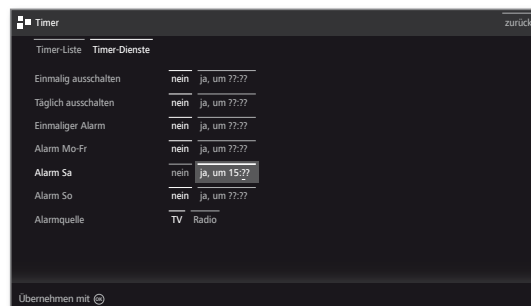 Timer zurück
Timer-Liste Timer-Dienste
Einmalig ausschalten nein ja, um ??:??
Täglich ausschalten nein ja, um ??:??
Einmaliger Alarm nein ja, um ??:??
Alarm Mo-Fr nein ja, um ??:??
Alarm Sa nein ja, um 15:??
Alarm So nein ja, um ??:??
Alarmquelle TV Radio
Übernehmen mit OK